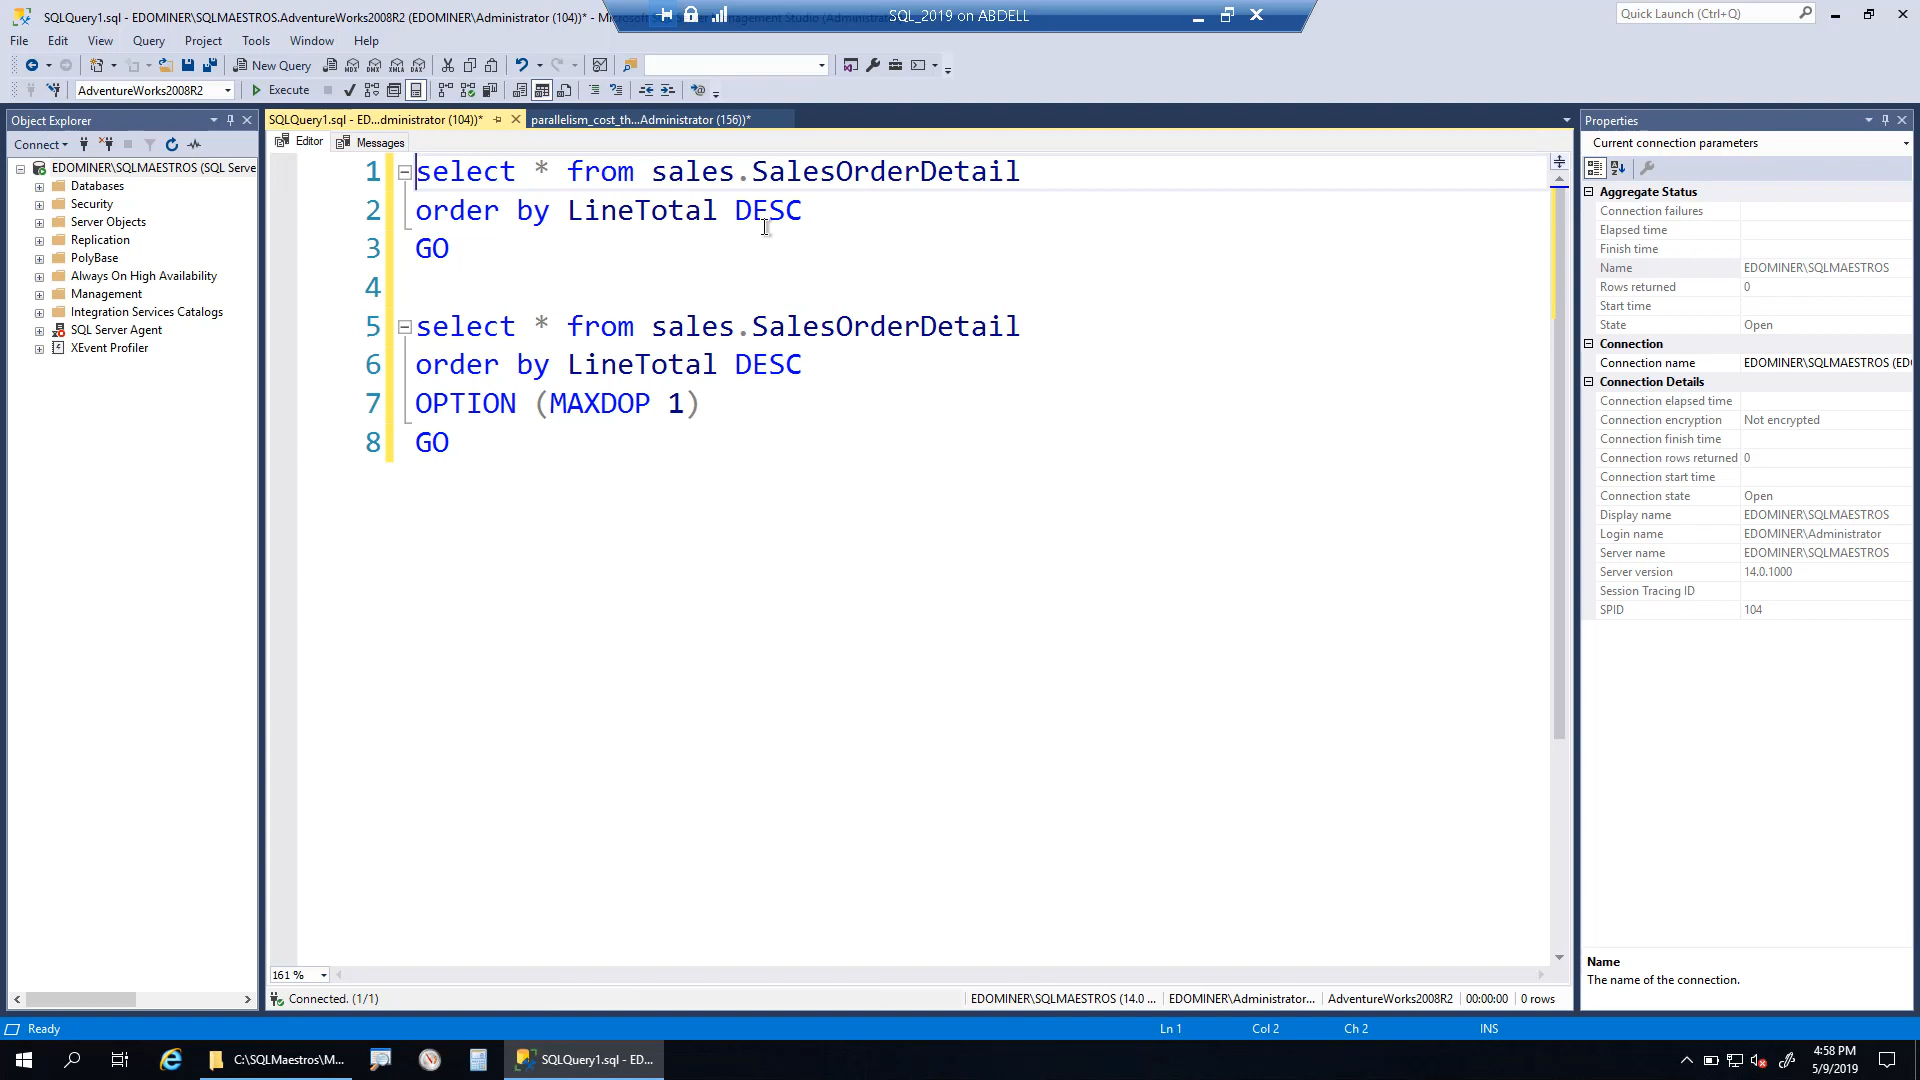 SQLQuery1.sql - EDOMINER\SQLMAESTROS.AdventureWorks2008R2 (EDOMINER\Administrator (104))* -
SQL_2019 on ABDELL
Quick Launch (Ctrl+Q)
File Edit View Query Project Tools Window Help
New Query
AdventureWorks2008R2 Execute
Object Explorer
Connect
EDOMINER\SQLMAESTROS (SQL Serve
Databases
Security
Server Objects
Replication
PolyBase
Always On High Availability
Management
Integration Services Catalogs
SQL Server Agent
XEvent Profiler
SQLQuery1.sql - ED...dministrator (104))* parallelism_cost_th...Administrator (156))*
Editor Messages
1 select * from sales.SalesOrderDetail
2 order by LineTotal DESC
3 GO
4
5 select * from sales.SalesOrderDetail
6 order by LineTotal DESC
7 OPTION (MAXDOP 1)
8 GO
161 %
Connected. (1/1) EDOMINER\SQLMAESTROS (14.0 ... EDOMINER\Administrator... AdventureWorks2008R2 00:00:00 0 rows
Properties
Current connection parameters
Aggregate Status
Connection failures
Elapsed time
Finish time
Name EDOMINER\SQLMAESTROS
Rows returned 0
Start time
State Open
Connection
Connection name EDOMINER\SQLMAESTROS (ED
Connection Details
Connection elapsed time
Connection encryption Not encrypted
Connection finish time
Connection rows returned 0
Connection start time
Connection state Open
Display name EDOMINER\SQLMAESTROS
Login name EDOMINER\Administrator
Server name EDOMINER\SQLMAESTROS
Server version 14.0.1000
Session Tracing ID
SPID 104
Name
The name of the connection.
Ready Ln 1 Col 2 Ch 2 INS
C:\SQLMaestros\M... SQLQuery1.sql - ED...
4:58 PM
5/9/2019